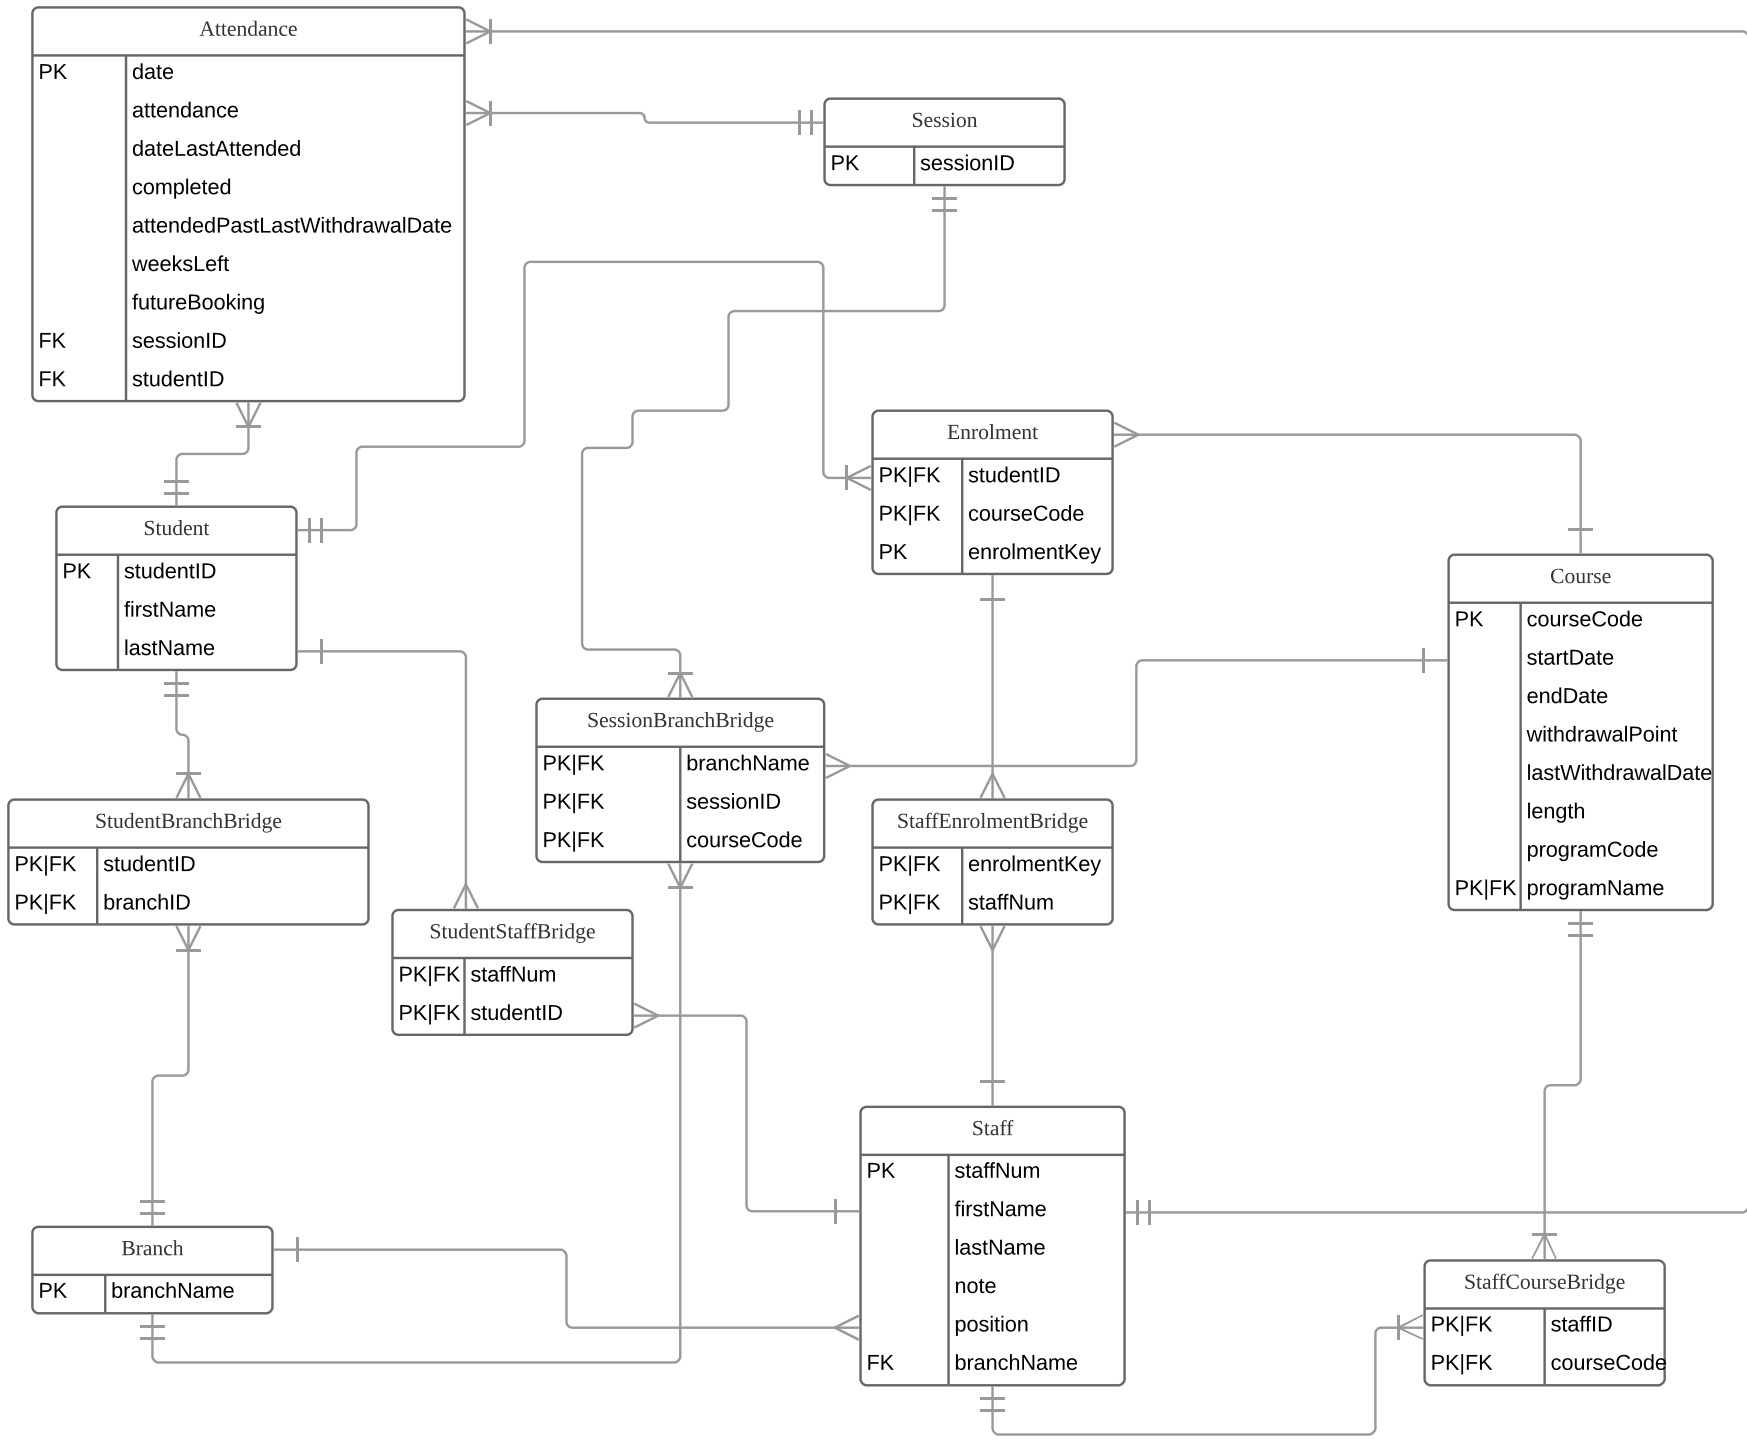 Attendance
PK date
attendance
dateLastAttended
completed
attendedPastLastWithdrawalDate
weeksLeft
futureBooking
FK sessionID
FK studentID
Session
PK sessionID
Enrolment
PK|FK studentID
PK|FK courseCode
PK enrolmentKey
Student
PK studentID
firstName
lastName
Course
PK courseCode
startDate
endDate
withdrawalPoint
lastWithdrawalDate
length
programCode
PK|FK programName
SessionBranchBridge
PK|FK branchName
PK|FK sessionID
PK|FK courseCode
StudentBranchBridge
PK|FK studentID
PK|FK branchID
StaffEnrolmentBridge
PK|FK enrolmentKey
PK|FK staffNum
StudentStaffBridge
PK|FK staffNum
PK|FK studentID
Staff
PK staffNum
firstName
lastName
note
position
FK branchName
Branch
PK branchName
StaffCourseBridge
PK|FK staffID
PK|FK courseCode